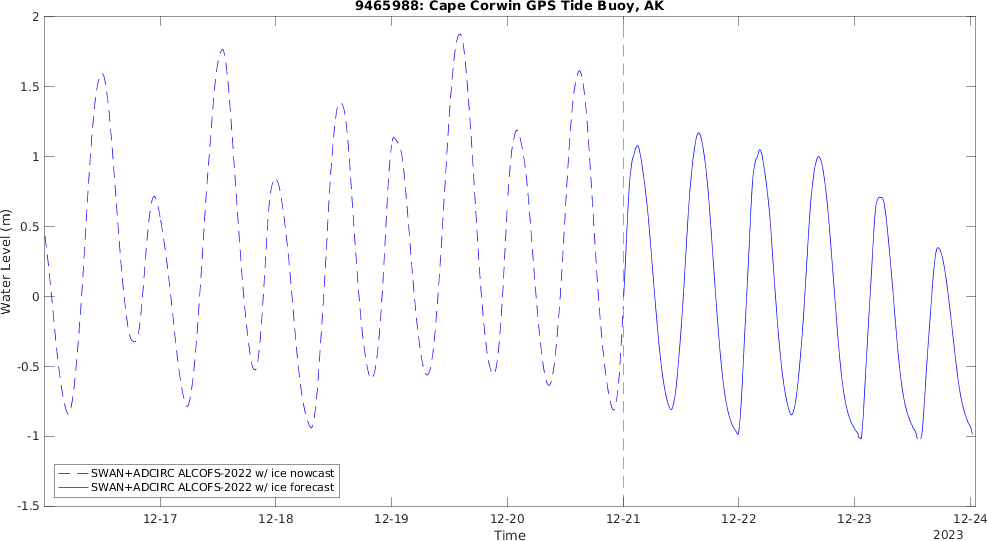 9465988: Cape Corwin GPS Tide Buoy, AK
2
1.5
1
0.5
0
-0.5
-1
-1.5
Water Level (m)
SWAN+ADCIRC ALCOFS-2022 w/ ice nowcast
SWAN+ADCIRC ALCOFS-2022 w/ ice forecast
12-17 12-18 12-19 12-20 12-21 12-22 12-23 12-24
Time
2023